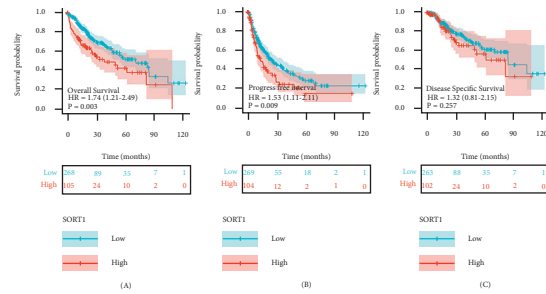 Survival probability
1.0
0.8
0.6
0.4
0.2
0.0
Overall Survival
HR = 1.74 (1.21-2.49)
P = 0.003
0 30 60 90 120
Time (months)
Low 268 89 35 7 1
High 105 24 10 2 0
SORT1
Low
High
(A)
Survival probability
1.0
0.8
0.6
0.4
0.2
0.0
Progress free interval
HR = 1.53 (1.11-2.11)
P = 0.009
0 30 60 90 120
Time (months)
Low 269 55 18 2 1
High 104 12 2 1 0
SORT1
Low
High
(B)
Survival probability
1.0
0.8
0.6
0.4
0.2
0.0
Disease Specific Survival
HR = 1.32 (0.81-2.15)
P = 0.257
0 30 60 90 120
Time (months)
Low 263 88 35 7 1
High 102 24 10 2 0
SORT1
Low
High
(C)